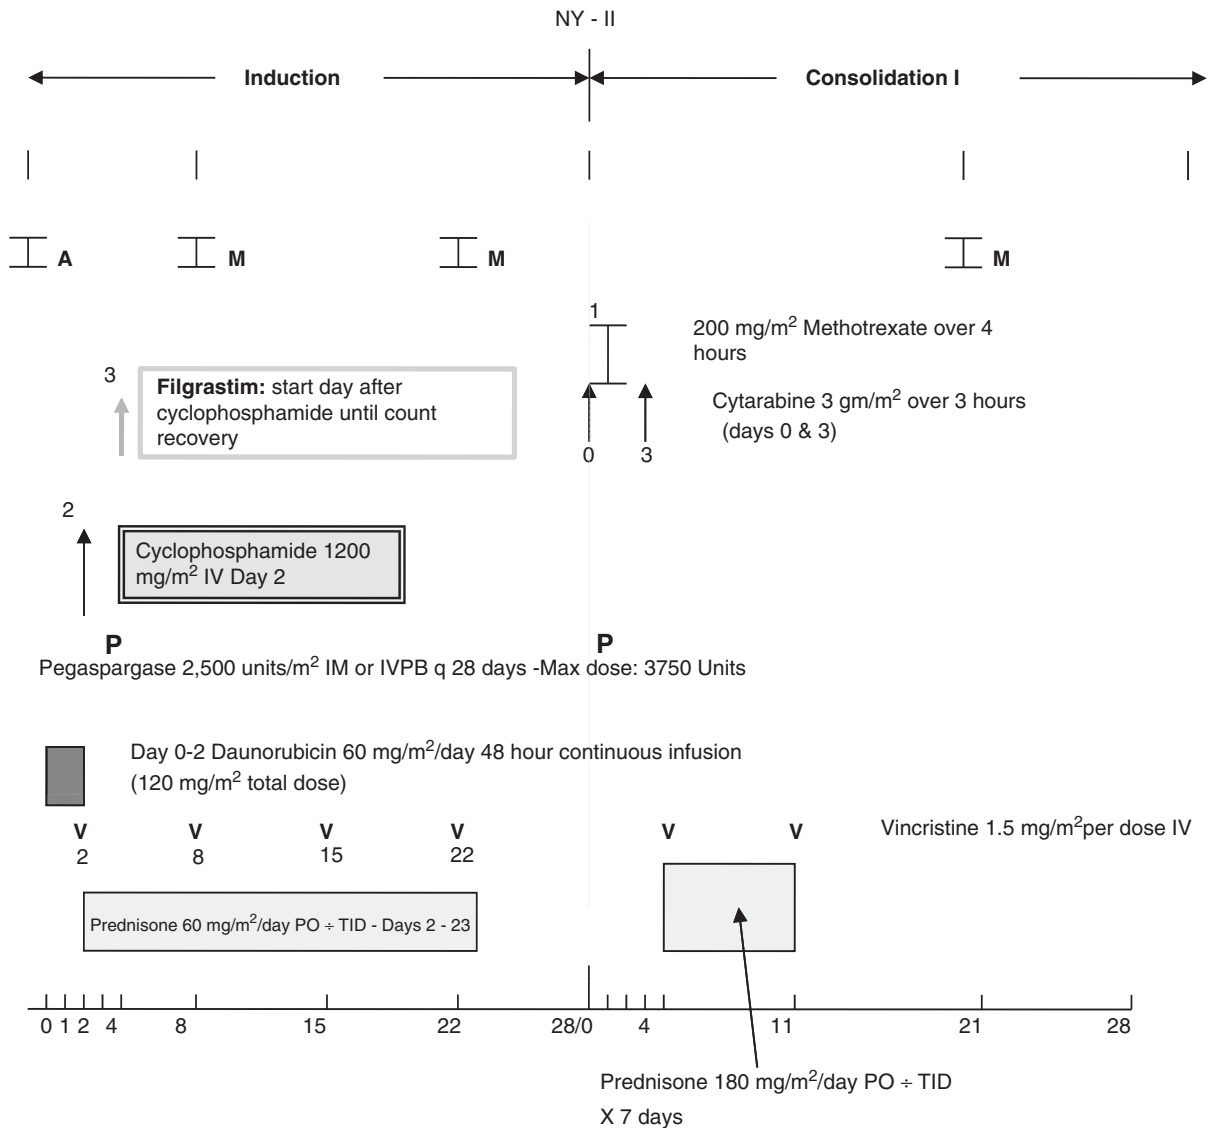 NY - II
Induction
Consolidation I
A
M
M
M
1
200 mg/m² Methotrexate over 4
hours
3
Filgrastim: start day after
cyclophosphamide until count
recovery
Cytarabine 3 gm/m² over 3 hours
(days 0 & 3)
0
3
2
Cyclophosphamide 1200
mg/m² IV Day 2
P
P
Pegaspargase 2,500 units/m² IM or IVPB q 28 days -Max dose: 3750 Units
Day 0-2 Daunorubicin 60 mg/m²/day 48 hour continuous infusion
(120 mg/m² total dose)
V V V V V V Vincristine 1.5 mg/m²per dose IV
2 8 15 22
Prednisone 60 mg/m²/day PO ÷ TID - Days 2 - 23
0 1 2 4 8 15 22 28/0 4 11 21 28
Prednisone 180 mg/m²/day PO ÷ TID
X 7 days